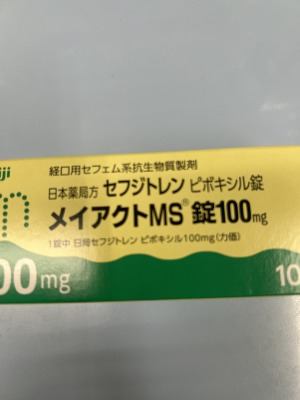 iji
経口用セフェム系抗生物質製剤
日本薬局方 セフジトレン ピボキシル錠
メイアクトMS® 錠100mg
1錠中 日局セフジトレン ピボキシル100mg(力価)
00mg
10